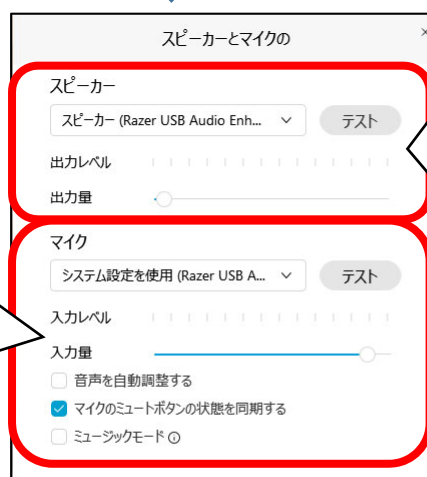 スピーカーとマイクの
スピーカー
スピーカー (Razer USB Audio Enh...
テスト
出力レベル
出力量
マイク
システム設定を使用 (Razer USB A...
テスト
入力レベル
入力量
音声を自動調整する
マイクのミュートボタンの状態を同期する
ミュージックモード